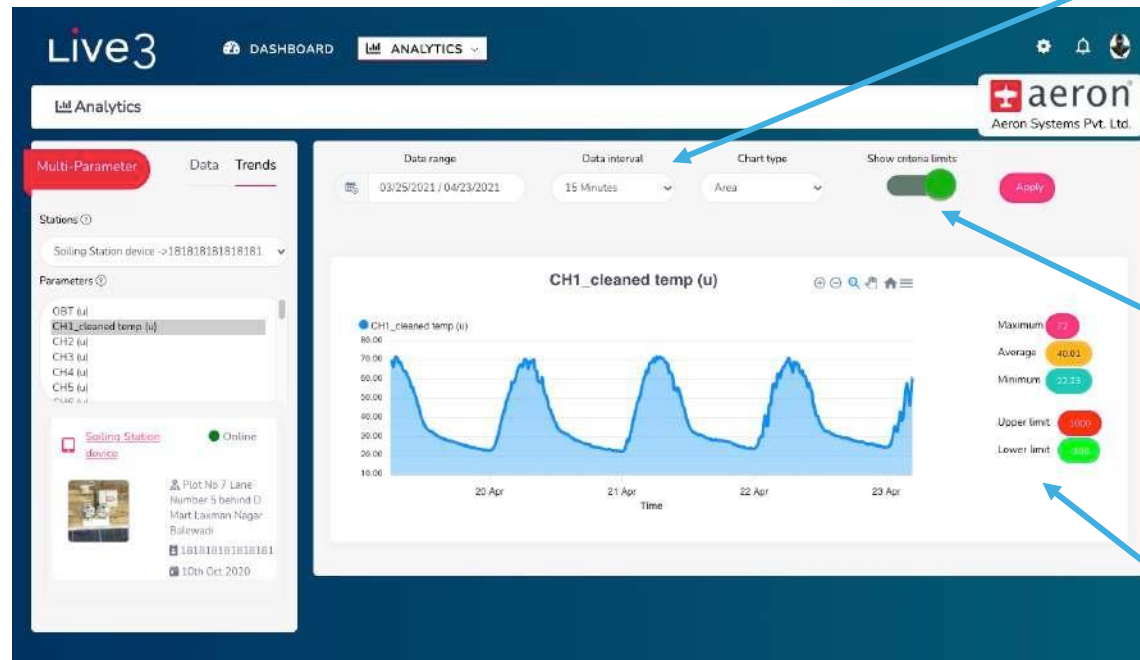 Live3
DASHBOARD
ANALYTICS
Analytics
aeron
Aeron Systems Pvt. Ltd.
Multi-Parameter
Data
Trends
Stations
Soiling Station device ->181818181818181
Parameters
OBT (u)
CH1_cleaned temp (u)
CH2 (u)
CH3 (u)
CH4 (u)
CH5 (u)
Soiling Station
device
Online
Plot No 7 Lane
Number 5 behind D
Mart Laxman Nagar
Balewadi
181818181818181
10th Oct 2020
Data range
Data interval
Chart type
Show criteria limits
03/25/2021 / 04/23/2021
15 Minutes
Area
Apply
CH1_cleaned temp (u)
CH1_cleaned temp (u)
80.00
70.00
60.00
50.00
40.00
30.00
20.00
10.00
20 Apr
21 Apr
22 Apr
23 Apr
Time
Maximum 72
Average 40.01
Minimum
Upper limit 1000
Lower limit